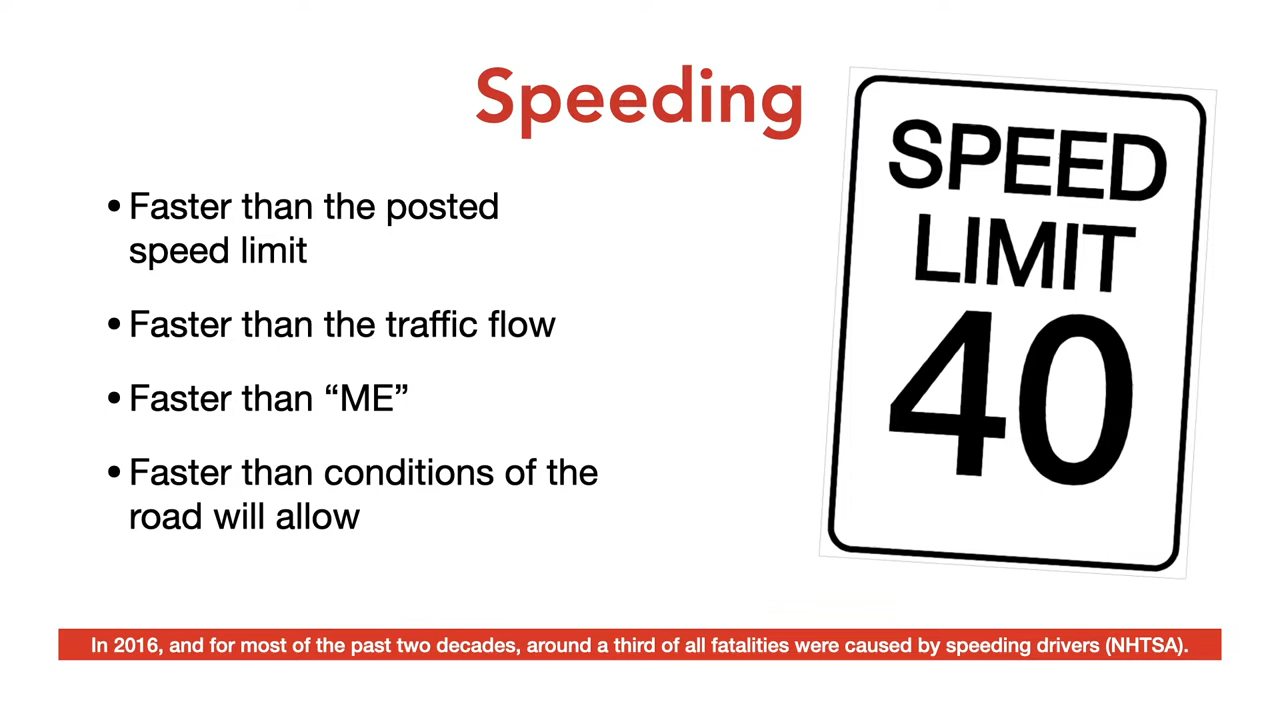 Speeding
• Faster than the posted
speed limit
• Faster than the traffic flow
• Faster than “ME”
• Faster than conditions of the
road will allow
SPEED
LIMIT
40
In 2016, and for most of the past two decades, around a third of all fatalities were caused by speeding drivers (NHTSA).